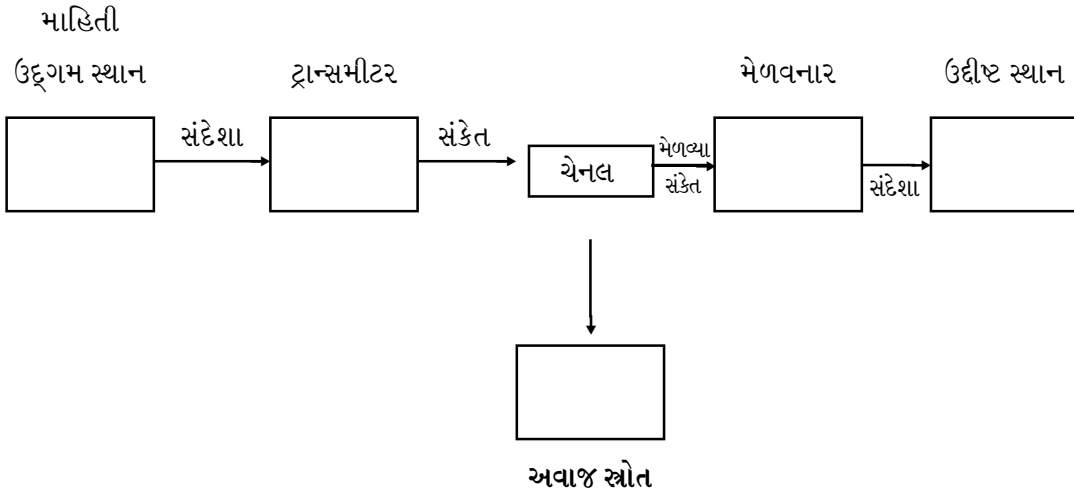 માહિતી
ઉદ્‌ગમ સ્થાન
ટ્રાન્સમીટર
મેળવનાર
ઉદ્દીષ્ટ સ્થાન
સંદેશા
સંકેત
ચેનલ
મેળવ્યા
સંકેત
સંદેશા
અવાજ સ્ત્રોત